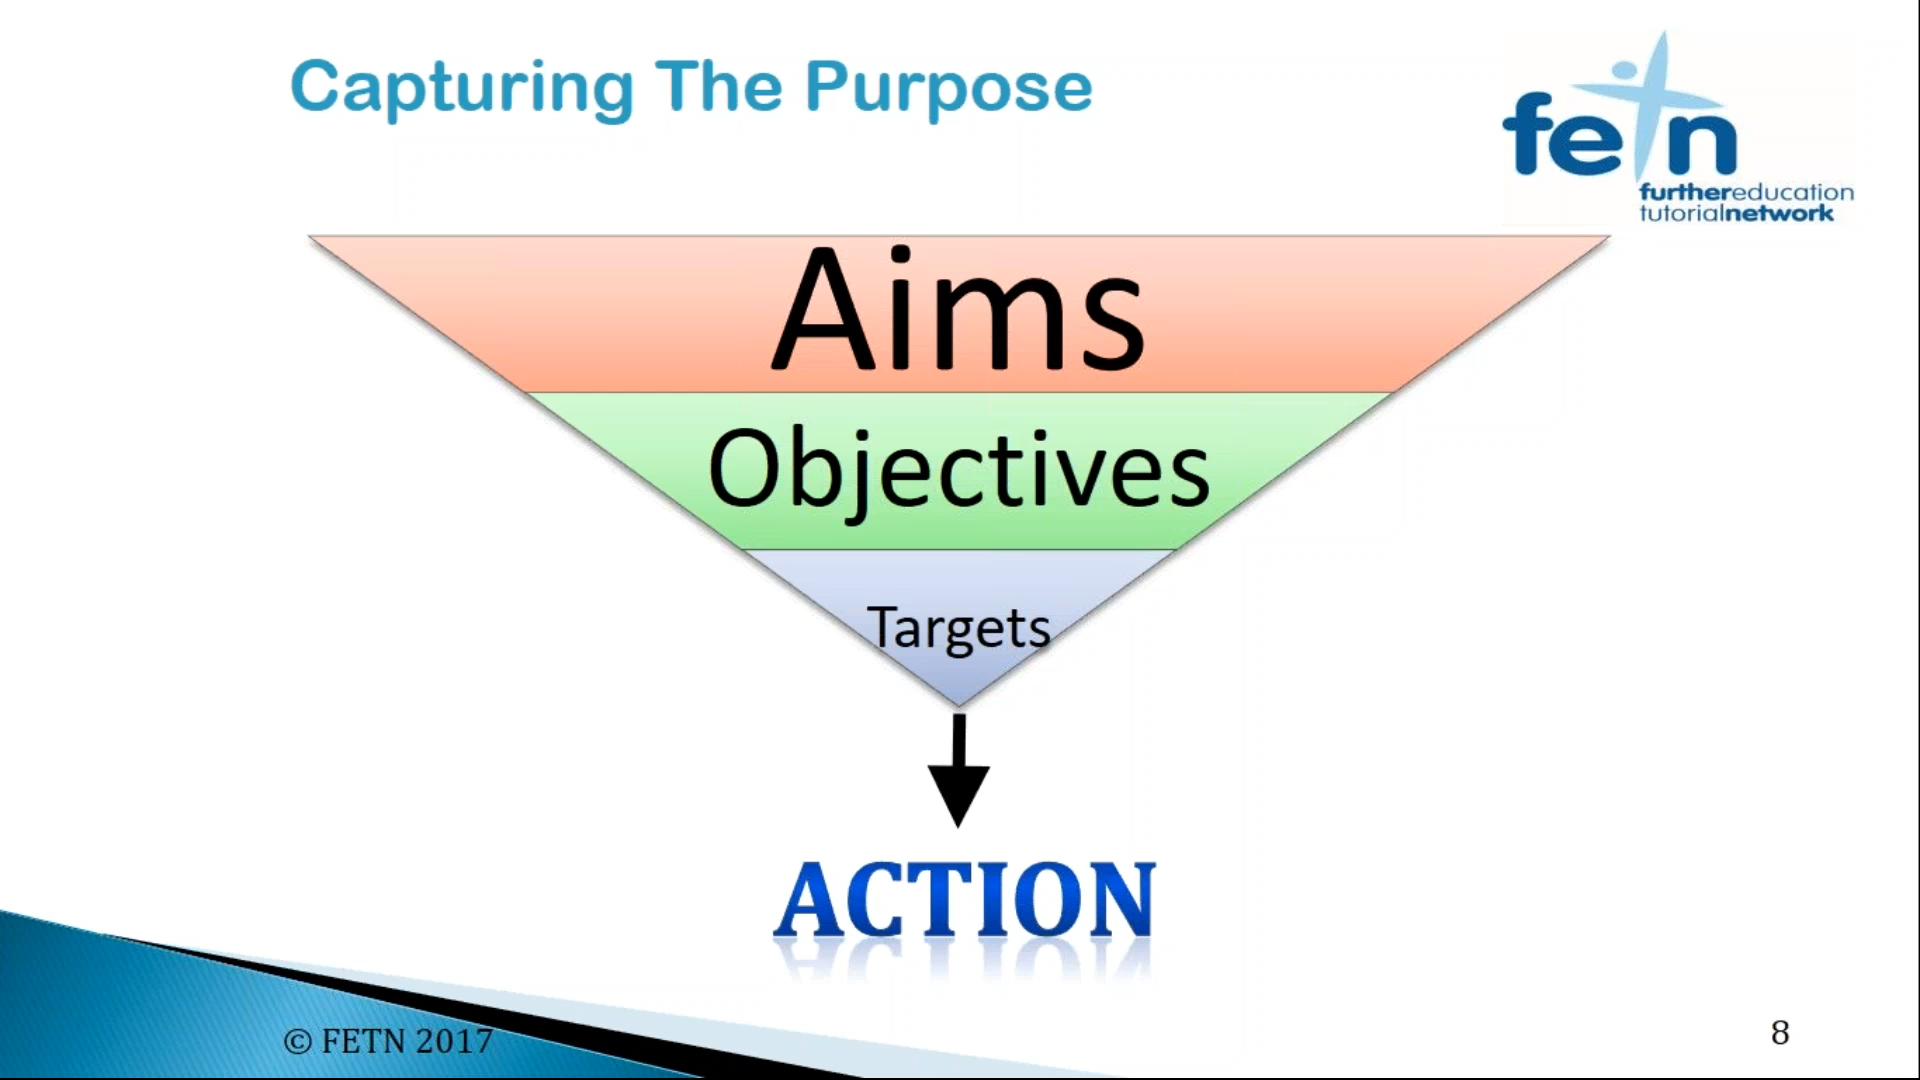 Capturing The Purpose
fetn
furthereducation
tutorialnetwork
Aims
Objectives
Targets
ACTION
© FETN 2017
8